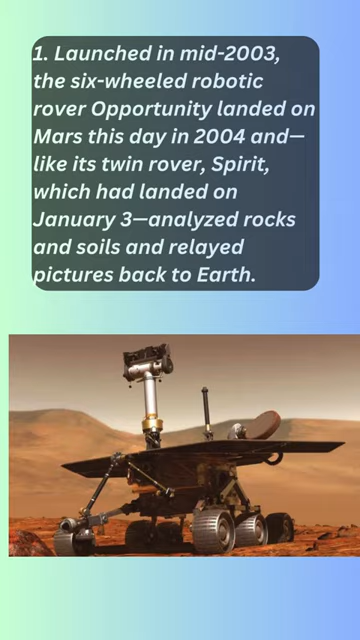 1. Launched in mid-2003,
the six-wheeled robotic
rover Opportunity landed on
Mars this day in 2004 and—
like its twin rover, Spirit,
which had landed on
January 3—analyzed rocks
and soils and relayed
pictures back to Earth.